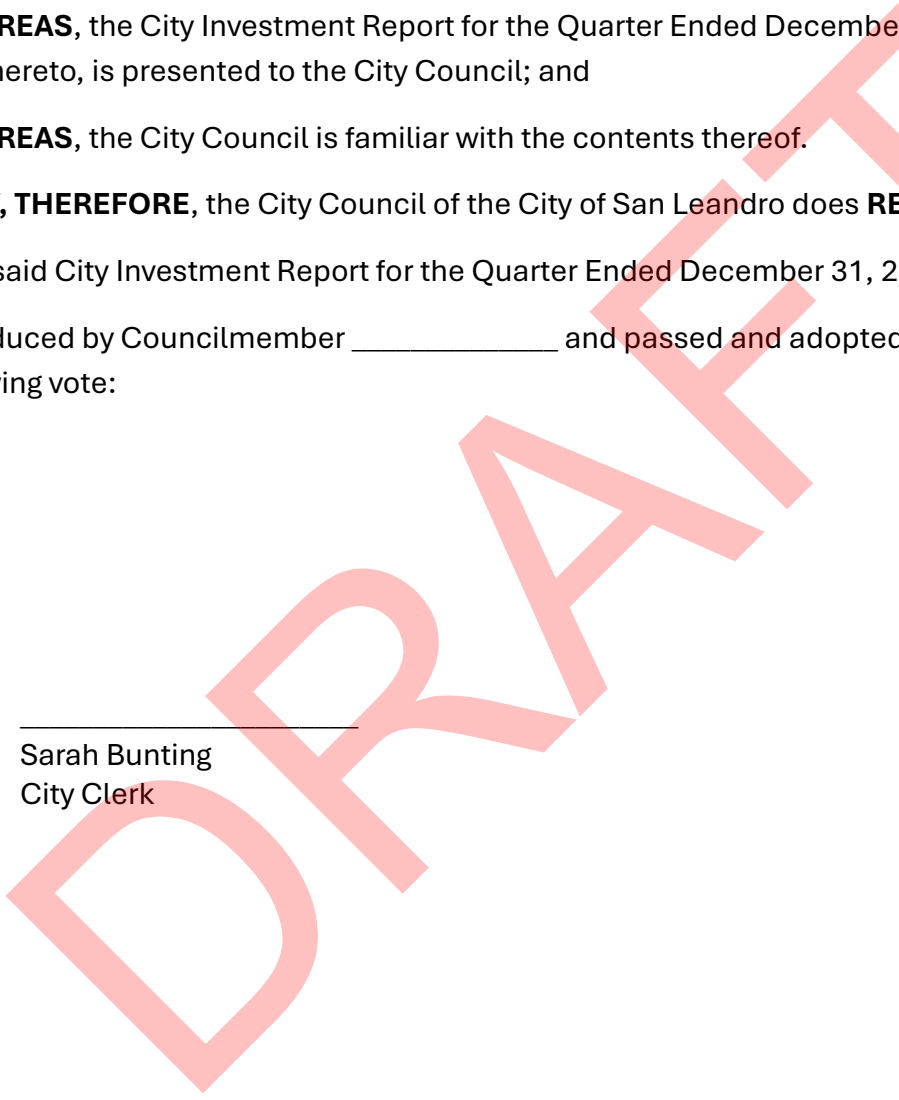 REAS, the City Investment Report for the Quarter Ended Decembe
hereto, is presented to the City Council; and
REAS, the City Council is familiar with the contents thereof.
, THEREFORE, the City Council of the City of San Leandro does RE
said City Investment Report for the Quarter Ended December 31, 2
duced by Councilmember ______________ and passed and adopted
ing vote:
_______________________
Sarah Bunting
City Clerk
DRAFT